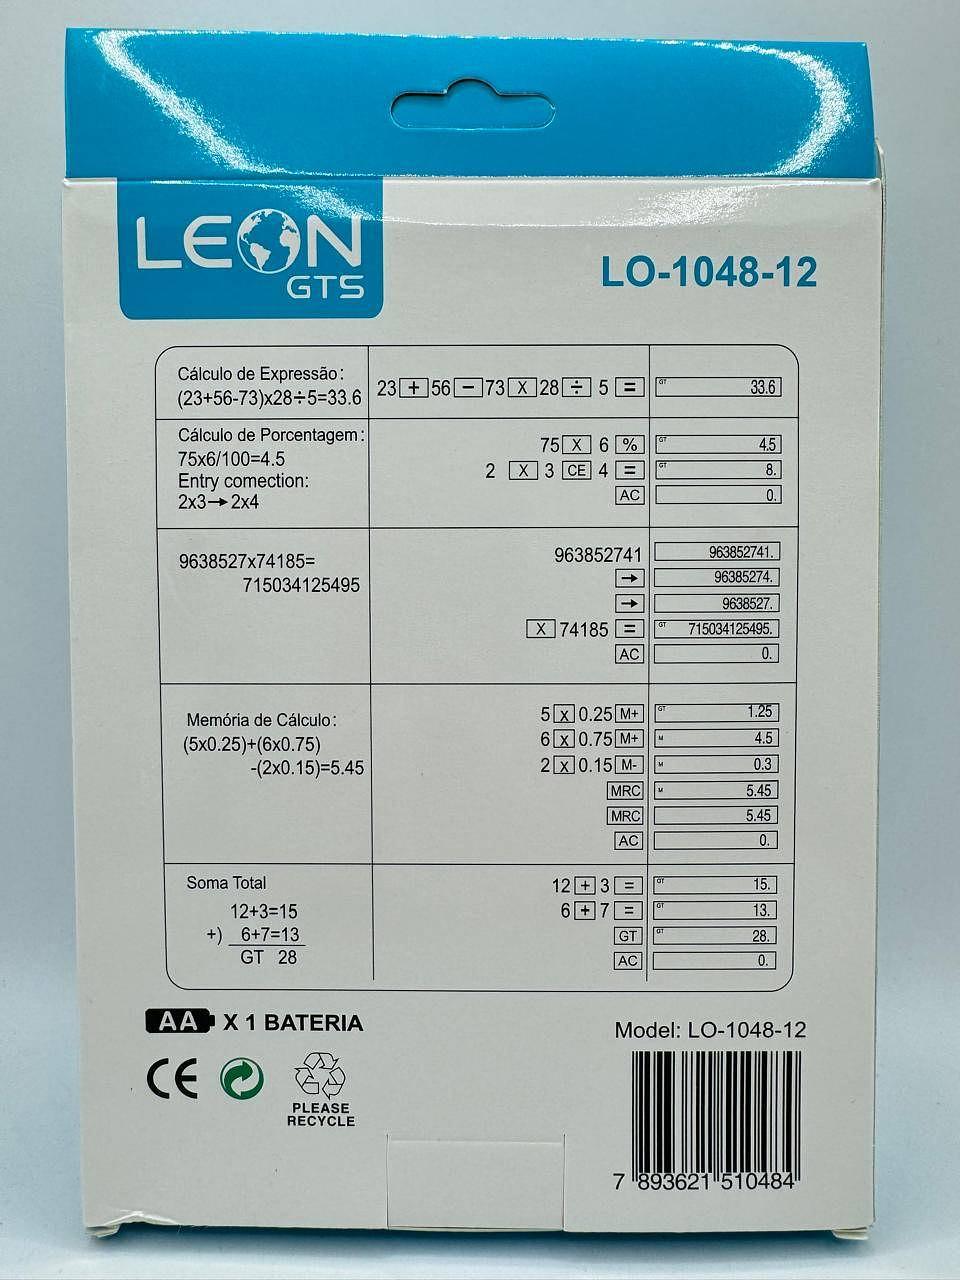 LEON
GTS
LO-1048-12
Cálculo de Expressão:
(23+56-73)x28÷5=33.6
23 + 56 − 73 X 28 ÷ 5 =
GT 33.6
Cálculo de Porcentagem:
75x6/100=4.5
Entry comection:
2x3→2x4
75 X 6 %
GT 4.5
2 X 3 CE 4 =
GT 8.
AC
0.
9638527x74185=
715034125495
963852741
963852741.
→
96385274.
→
9638527.
X 74185 =
GT 715034125495.
AC
0.
Memória de Cálculo:
(5x0.25)+(6x0.75)
-(2x0.15)=5.45
5 x 0.25 M+
GT 1.25
6 x 0.75 M+
M 4.5
2 x 0.15 M-
M 0.3
MRC
M 5.45
MRC
5.45
AC
0.
Soma Total
12+3=15
+) 6+7=13
GT 28
12 + 3 =
GT 15.
6 + 7 =
GT 13.
GT
GT 28.
AC
0.
AA X 1 BATERIA
CE
PLEASE
RECYCLE
Model: LO-1048-12
7 893621 510484